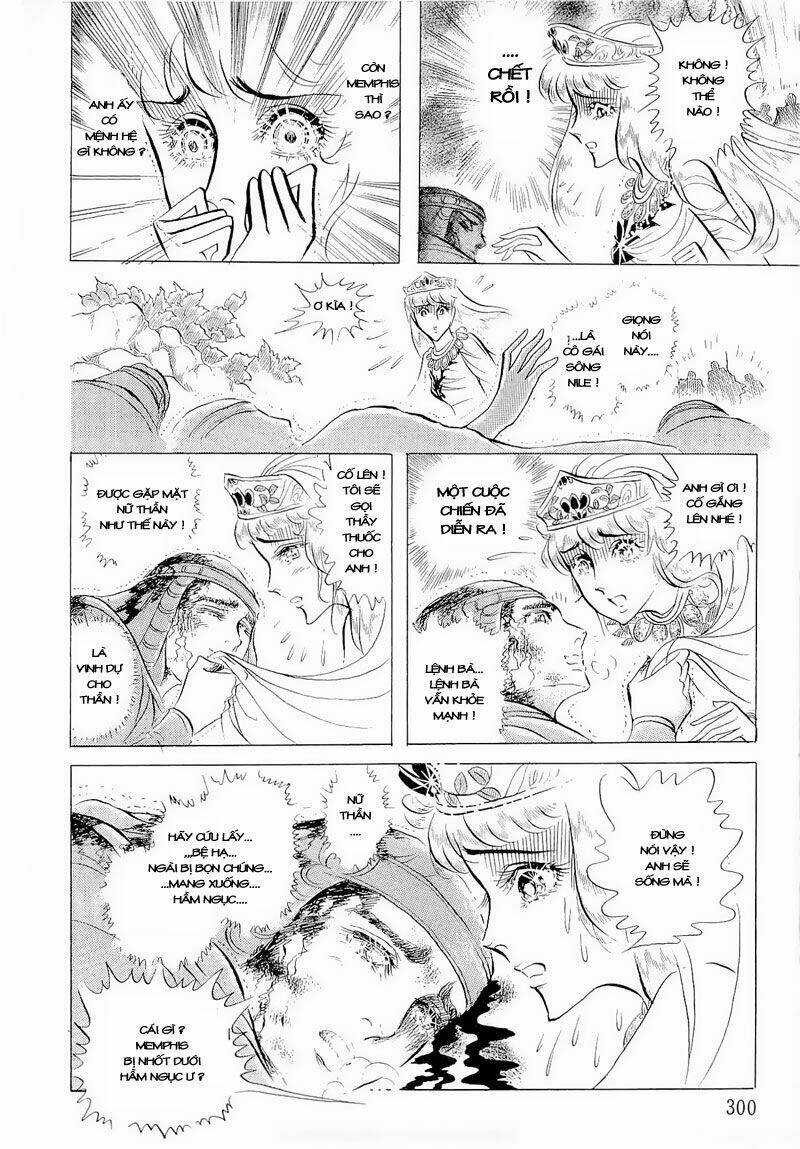 KHÔNG !
KHÔNG
THỂ
NÀO !
....
CHẾT
RỒI !
CÒN
MEMPHIS
THÌ
SAO ?
ANH ẤY
CÓ
MỆNH HỆ
GÌ KHÔNG ?
GIỌNG
NÓI
NÀY....
...LÀ
CÔ GÁI
SÔNG
NILE !
Ơ KÌA !
ANH GÌ ƠI !
CỐ GẮNG
LÊN NHÉ !
MỘT CUỘC
CHIẾN ĐÃ
DIỄN RA !
LỆNH BÀ...
LỆNH BÀ
VẪN KHỎE
MẠNH !
CỐ LÊN !
TÔI SẼ
GỌI
THẦY
THUỐC
CHO
ANH !
ĐƯỢC GẶP MẶT
NỮ THẦN
NHƯ THẾ NÀY !
LÀ
VINH DỰ
CHO
THẦN !
ĐỪNG
NÓI VẬY !
ANH SẼ
SỐNG MÀ !
NỮ
THẦN
....
HÃY CỨU LẤY...
,,,BỆ HẠ...
NGÀI BỊ BỌN CHÚNG...
...MANG XUỐNG....
HẦM NGỤC....
CÁI GÌ ?
MEMPHIS
BỊ NHỐT DƯỚI
HẦM NGỤC Ư ?
300